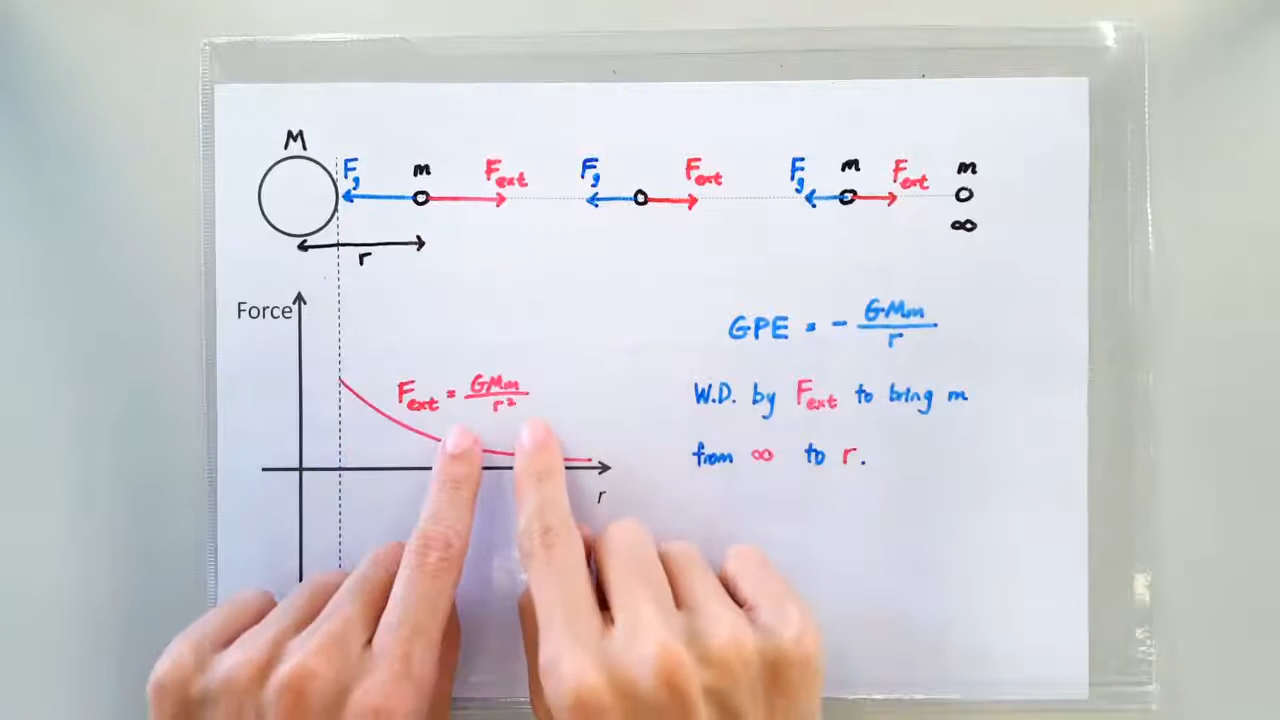 M
Fg m Fext Fg Fext Fg m Fext m
∞
r
Force
GPE = - GMm/r
Fext = GMm/r²
W.D. by Fext to bring m
from ∞ to r.
r